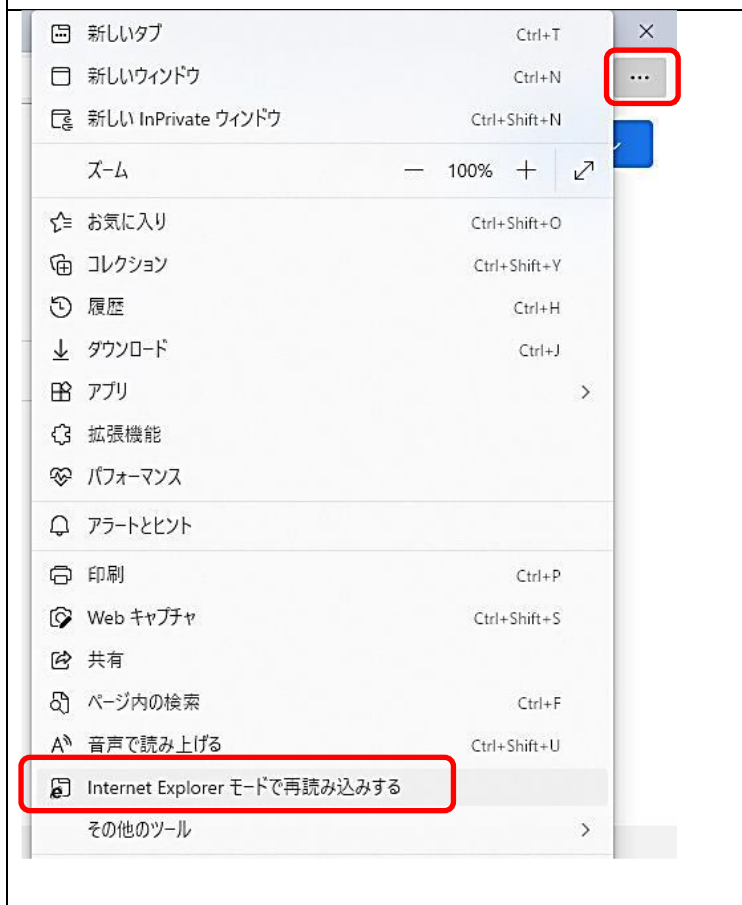 新しいタブ Ctrl+T
新しいウィンドウ Ctrl+N
新しい InPrivate ウィンドウ Ctrl+Shift+N
ズーム — 100% +
お気に入り Ctrl+Shift+O
コレクション Ctrl+Shift+Y
履歴 Ctrl+H
ダウンロード Ctrl+J
アプリ
拡張機能
パフォーマンス
アラートとヒント
印刷 Ctrl+P
Web キャプチャ Ctrl+Shift+S
共有
ページ内の検索 Ctrl+F
音声で読み上げる Ctrl+Shift+U
Internet Explorer モードで再読み込みする
その他のツール